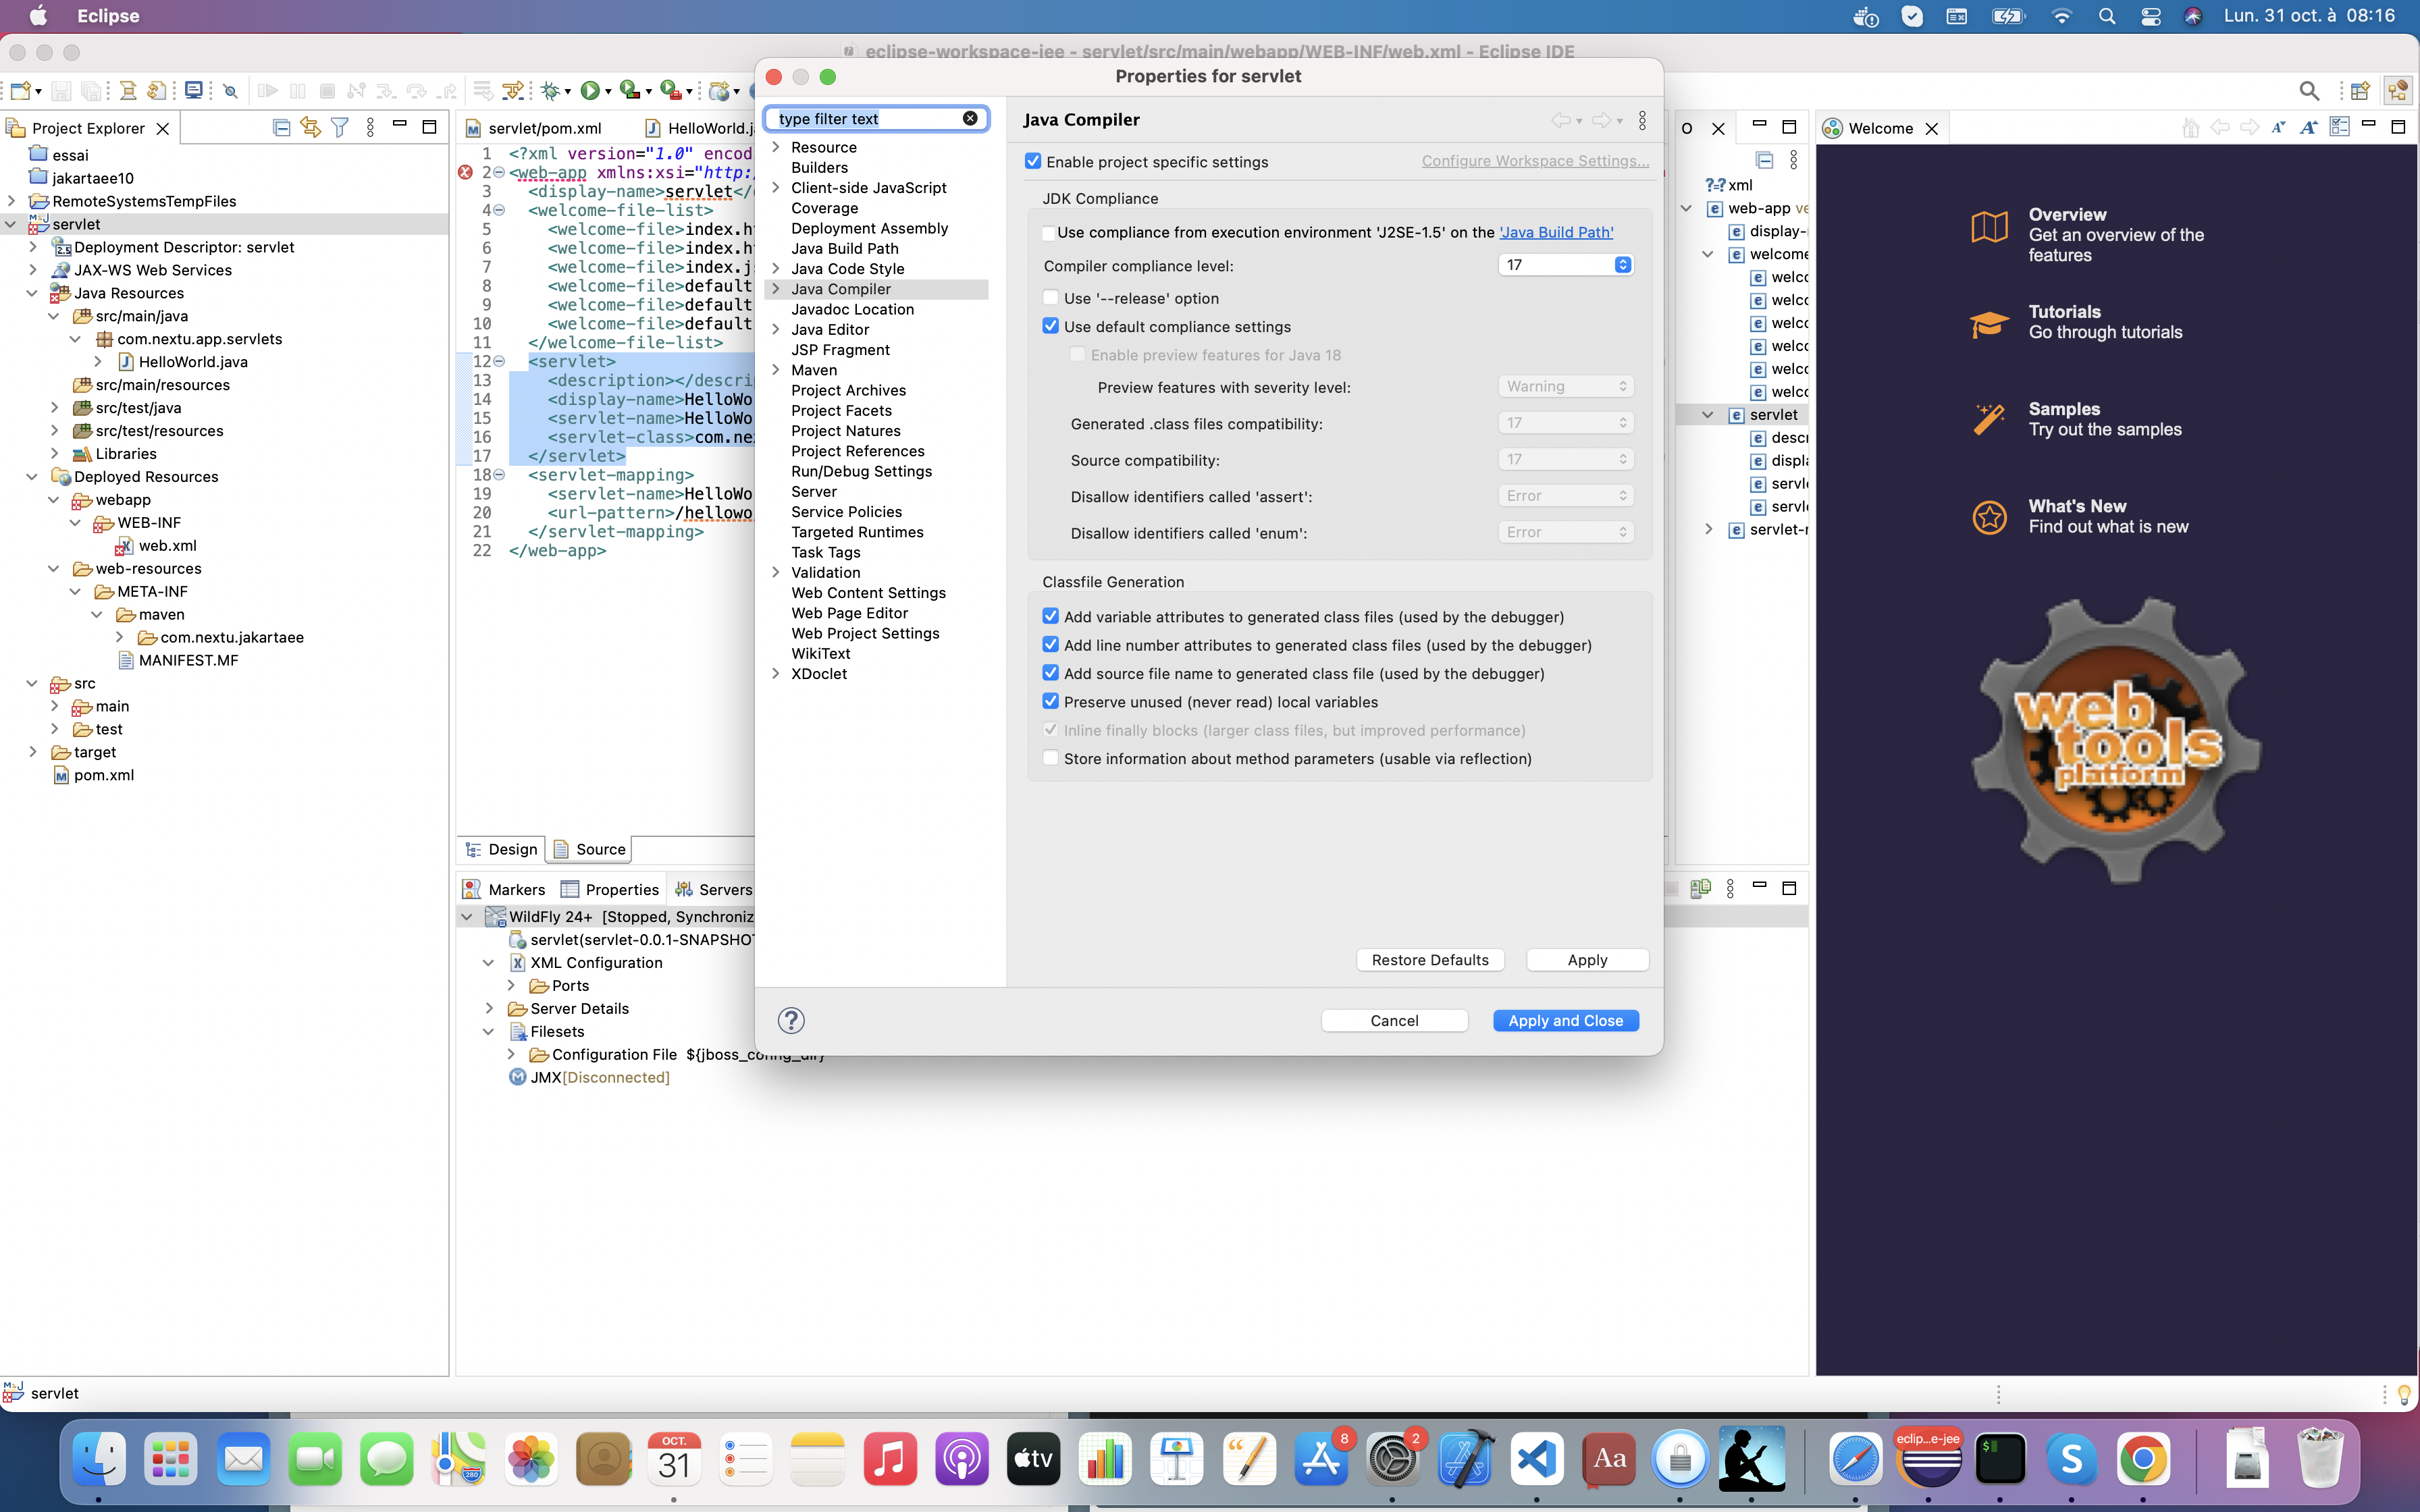 Eclipse
Lun. 31 oct. à 08:16
eclipse-workspace-jee - servlet/src/main/webapp/WEB-INF/web.xml - Eclipse IDE
Project Explorer
essai
jakartaee10
RemoteSystemsTempFiles
servlet
Deployment Descriptor: servlet
JAX-WS Web Services
Java Resources
src/main/java
com.nextu.app.servlets
HelloWorld.java
src/main/resources
src/test/java
src/test/resources
Libraries
Deployed Resources
webapp
WEB-INF
web.xml
web-resources
META-INF
maven
com.nextu.jakartaee
MANIFEST.MF
src
main
test
target
pom.xml
servlet/pom.xml
HelloWorld.j
1 <?xml version="1.0" encod
2 <web-app xmlns:xsi="http:
3 <display-name>servlet</
4 <welcome-file-list>
5 <welcome-file>index.h
6 <welcome-file>index.h
7 <welcome-file>index.j
8 <welcome-file>default
9 <welcome-file>default
10 <welcome-file>default
11 </welcome-file-list>
12 <servlet>
13 <description></descri
14 <display-name>HelloWo
15 <servlet-name>HelloWo
16 <servlet-class>com.ne
17 </servlet>
18 <servlet-mapping>
19 <servlet-name>HelloWo
20 <url-pattern>/hellowo
21 </servlet-mapping>
22 </web-app>
Design
Source
Markers
Properties
Servers
WildFly 24+ [Stopped, Synchroniz
servlet(servlet-0.0.1-SNAPSHOT
XML Configuration
Ports
Server Details
Filesets
Configuration File ${jboss_config_dir}
JMX[Disconnected]
Properties for servlet
type filter text
Resource
Builders
Client-side JavaScript
Coverage
Deployment Assembly
Java Build Path
Java Code Style
Java Compiler
Javadoc Location
Java Editor
JSP Fragment
Maven
Project Archives
Project Facets
Project Natures
Project References
Run/Debug Settings
Server
Service Policies
Targeted Runtimes
Task Tags
Validation
Web Content Settings
Web Page Editor
Web Project Settings
WikiText
XDoclet
Java Compiler
Enable project specific settings
Configure Workspace Settings...
JDK Compliance
Use compliance from execution environment 'J2SE-1.5' on the 'Java Build Path'
Compiler compliance level:
17
Use '--release' option
Use default compliance settings
Enable preview features for Java 18
Preview features with severity level:
Warning
Generated .class files compatibility:
17
Source compatibility:
17
Disallow identifiers called 'assert':
Error
Disallow identifiers called 'enum':
Error
Classfile Generation
Add variable attributes to generated class files (used by the debugger)
Add line number attributes to generated class files (used by the debugger)
Add source file name to generated class file (used by the debugger)
Preserve unused (never read) local variables
Inline finally blocks (larger class files, but improved performance)
Store information about method parameters (usable via reflection)
Restore Defaults
Apply
Cancel
Apply and Close
O
xml
web-app ve
display-
welcome
welco
welco
welco
welco
welco
welco
servlet
descr
displa
servle
servle
servlet-r
Welcome
Overview
Get an overview of the
features
Tutorials
Go through tutorials
Samples
Try out the samples
What's New
Find out what is new
web
tools
platform
servlet
OCT.
31
280
tv
8
2
Aa
eclip...e-jee
$
S